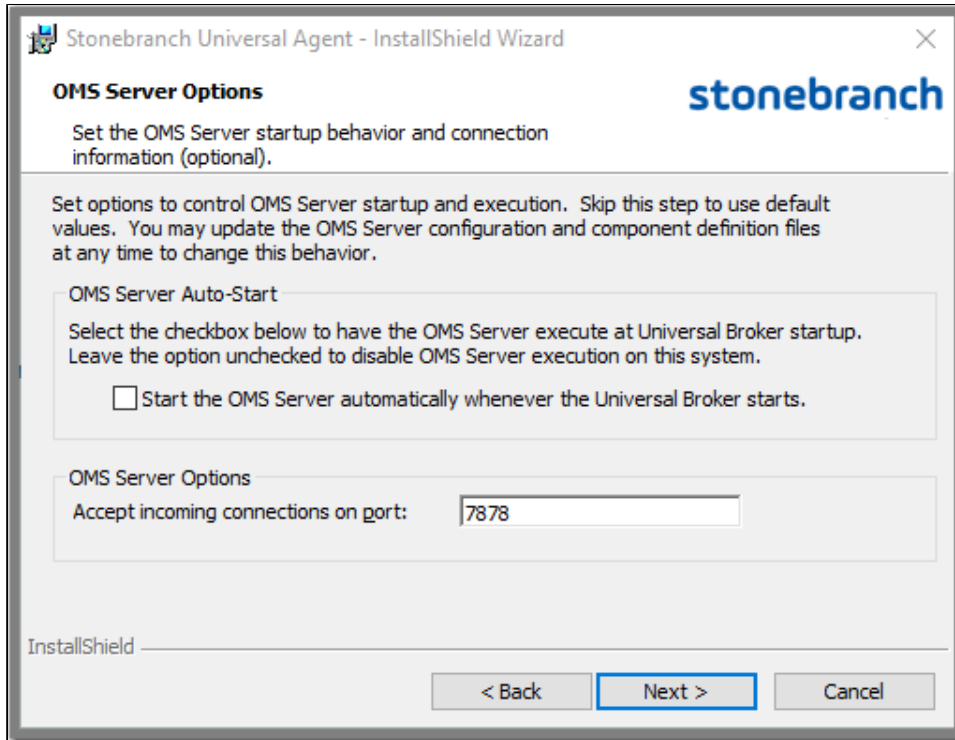 Stonebranch Universal Agent - InstallShield Wizard
OMS Server Options
stonebranch
Set the OMS Server startup behavior and connection
information (optional).
Set options to control OMS Server startup and execution.  Skip this step to use default
values.  You may update the OMS Server configuration and component definition files
at any time to change this behavior.
OMS Server Auto-Start
Select the checkbox below to have the OMS Server execute at Universal Broker startup.
Leave the option unchecked to disable OMS Server execution on this system.
Start the OMS Server automatically whenever the Universal Broker starts.
OMS Server Options
Accept incoming connections on port: 7878
InstallShield
< Back Next > Cancel